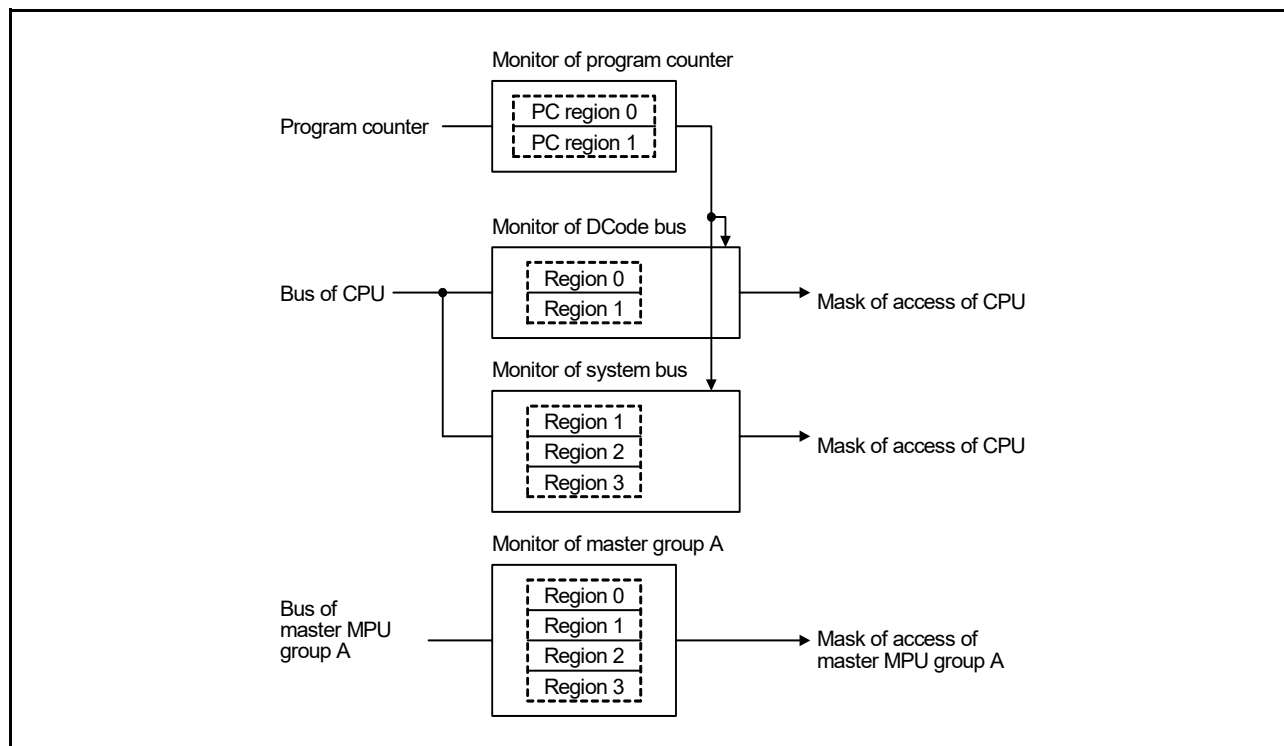 Monitor of program counter
Program counter
PC region 0
PC region 1
Monitor of DCode bus
Bus of CPU
Region 0
Region 1
Mask of access of CPU
Monitor of system bus
Region 1
Region 2
Region 3
Mask of access of CPU
Monitor of master group A
Bus of
master MPU
group A
Region 0
Region 1
Region 2
Region 3
Mask of access of
master MPU group A